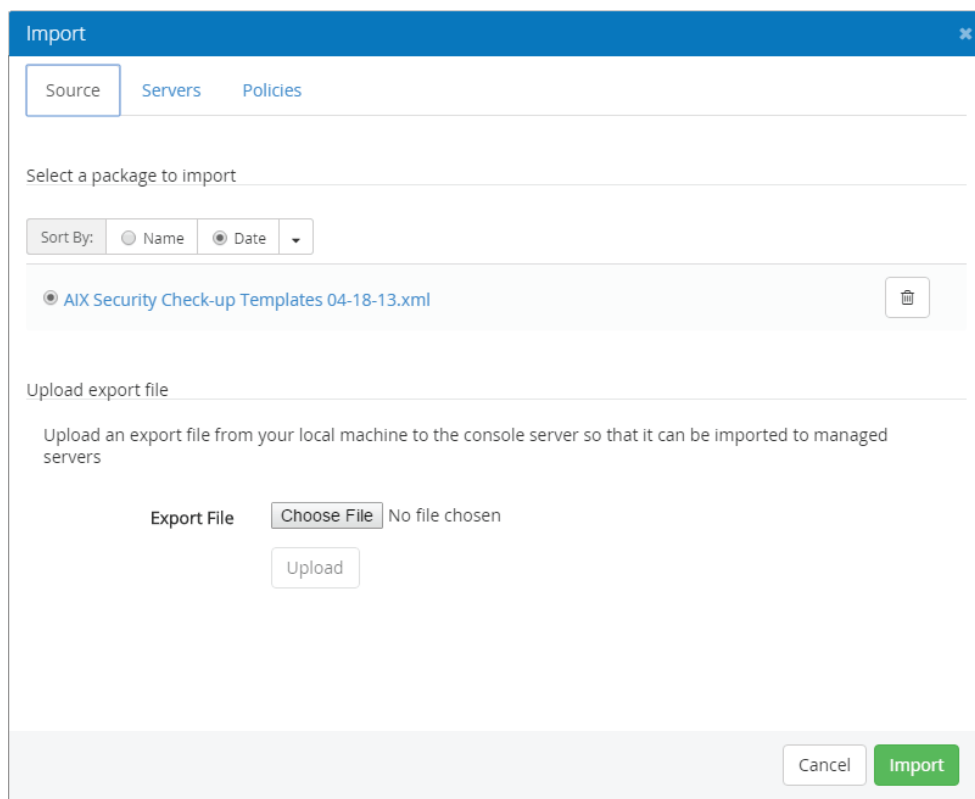 Import
Source Servers Policies
Select a package to import
Sort By: Name Date
AIX Security Check-up Templates 04-18-13.xml
Upload export file
Upload an export file from your local machine to the console server so that it can be imported to managed
servers
Export File Choose File No file chosen
Upload
Cancel Import